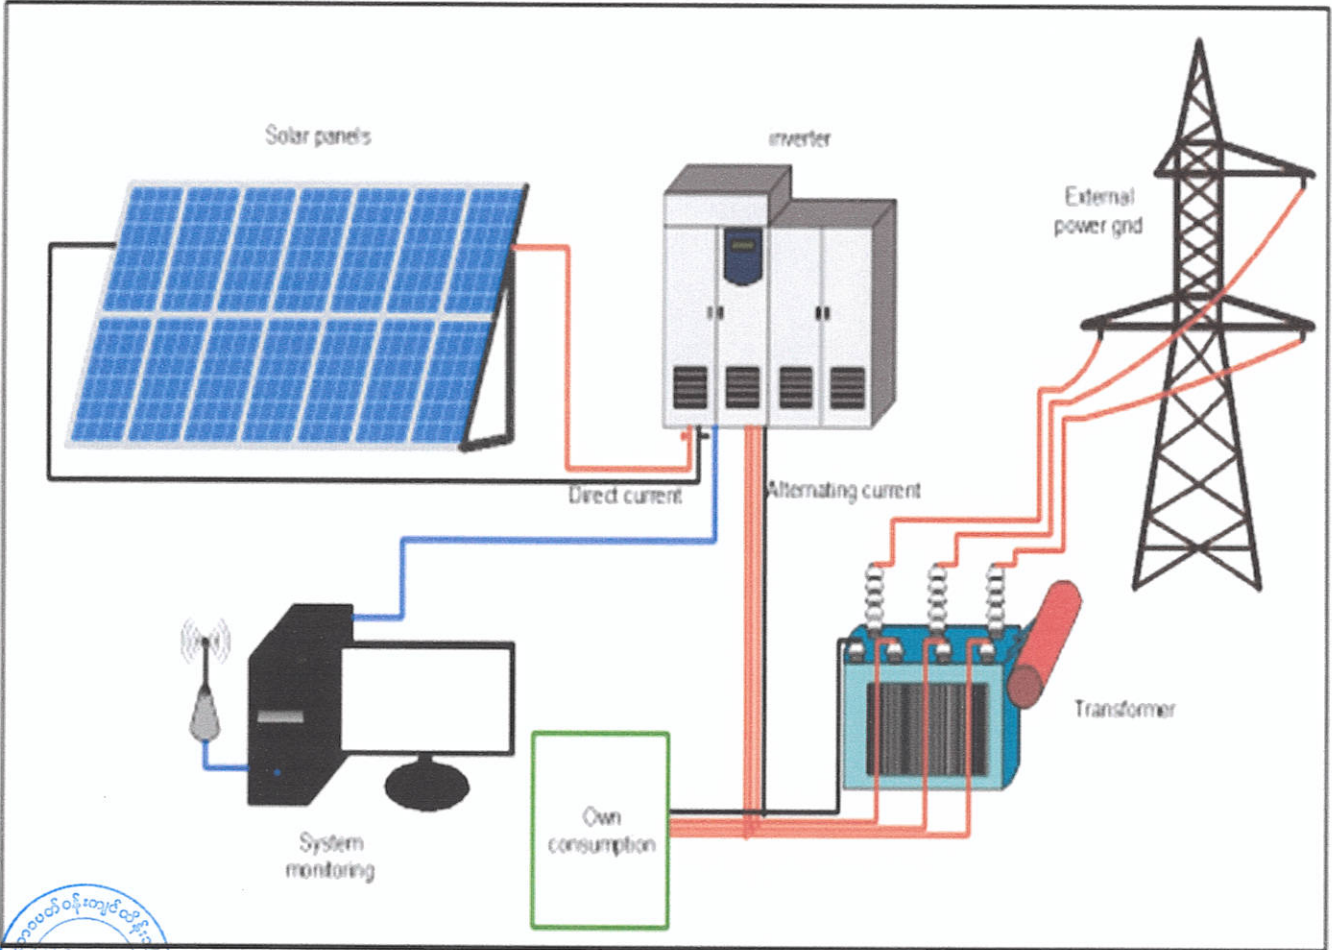 Solar panels
inverter
External
power grid
Direct current
Alternating current
Transformer
System
monitoring
Own
consumption